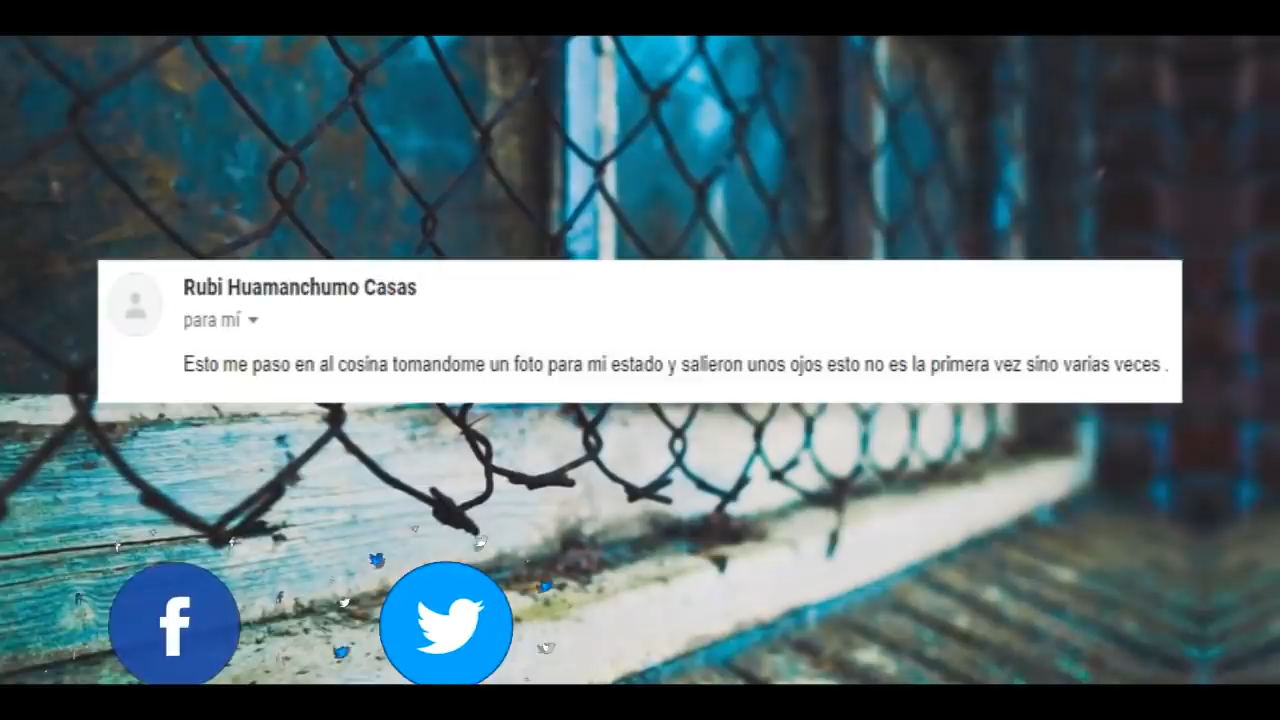 Rubi Huamanchumo Casas
para mí
Esto me paso en al cosina tomandome un foto para mi estado y salieron unos ojos esto no es la primera vez sino varias veces .